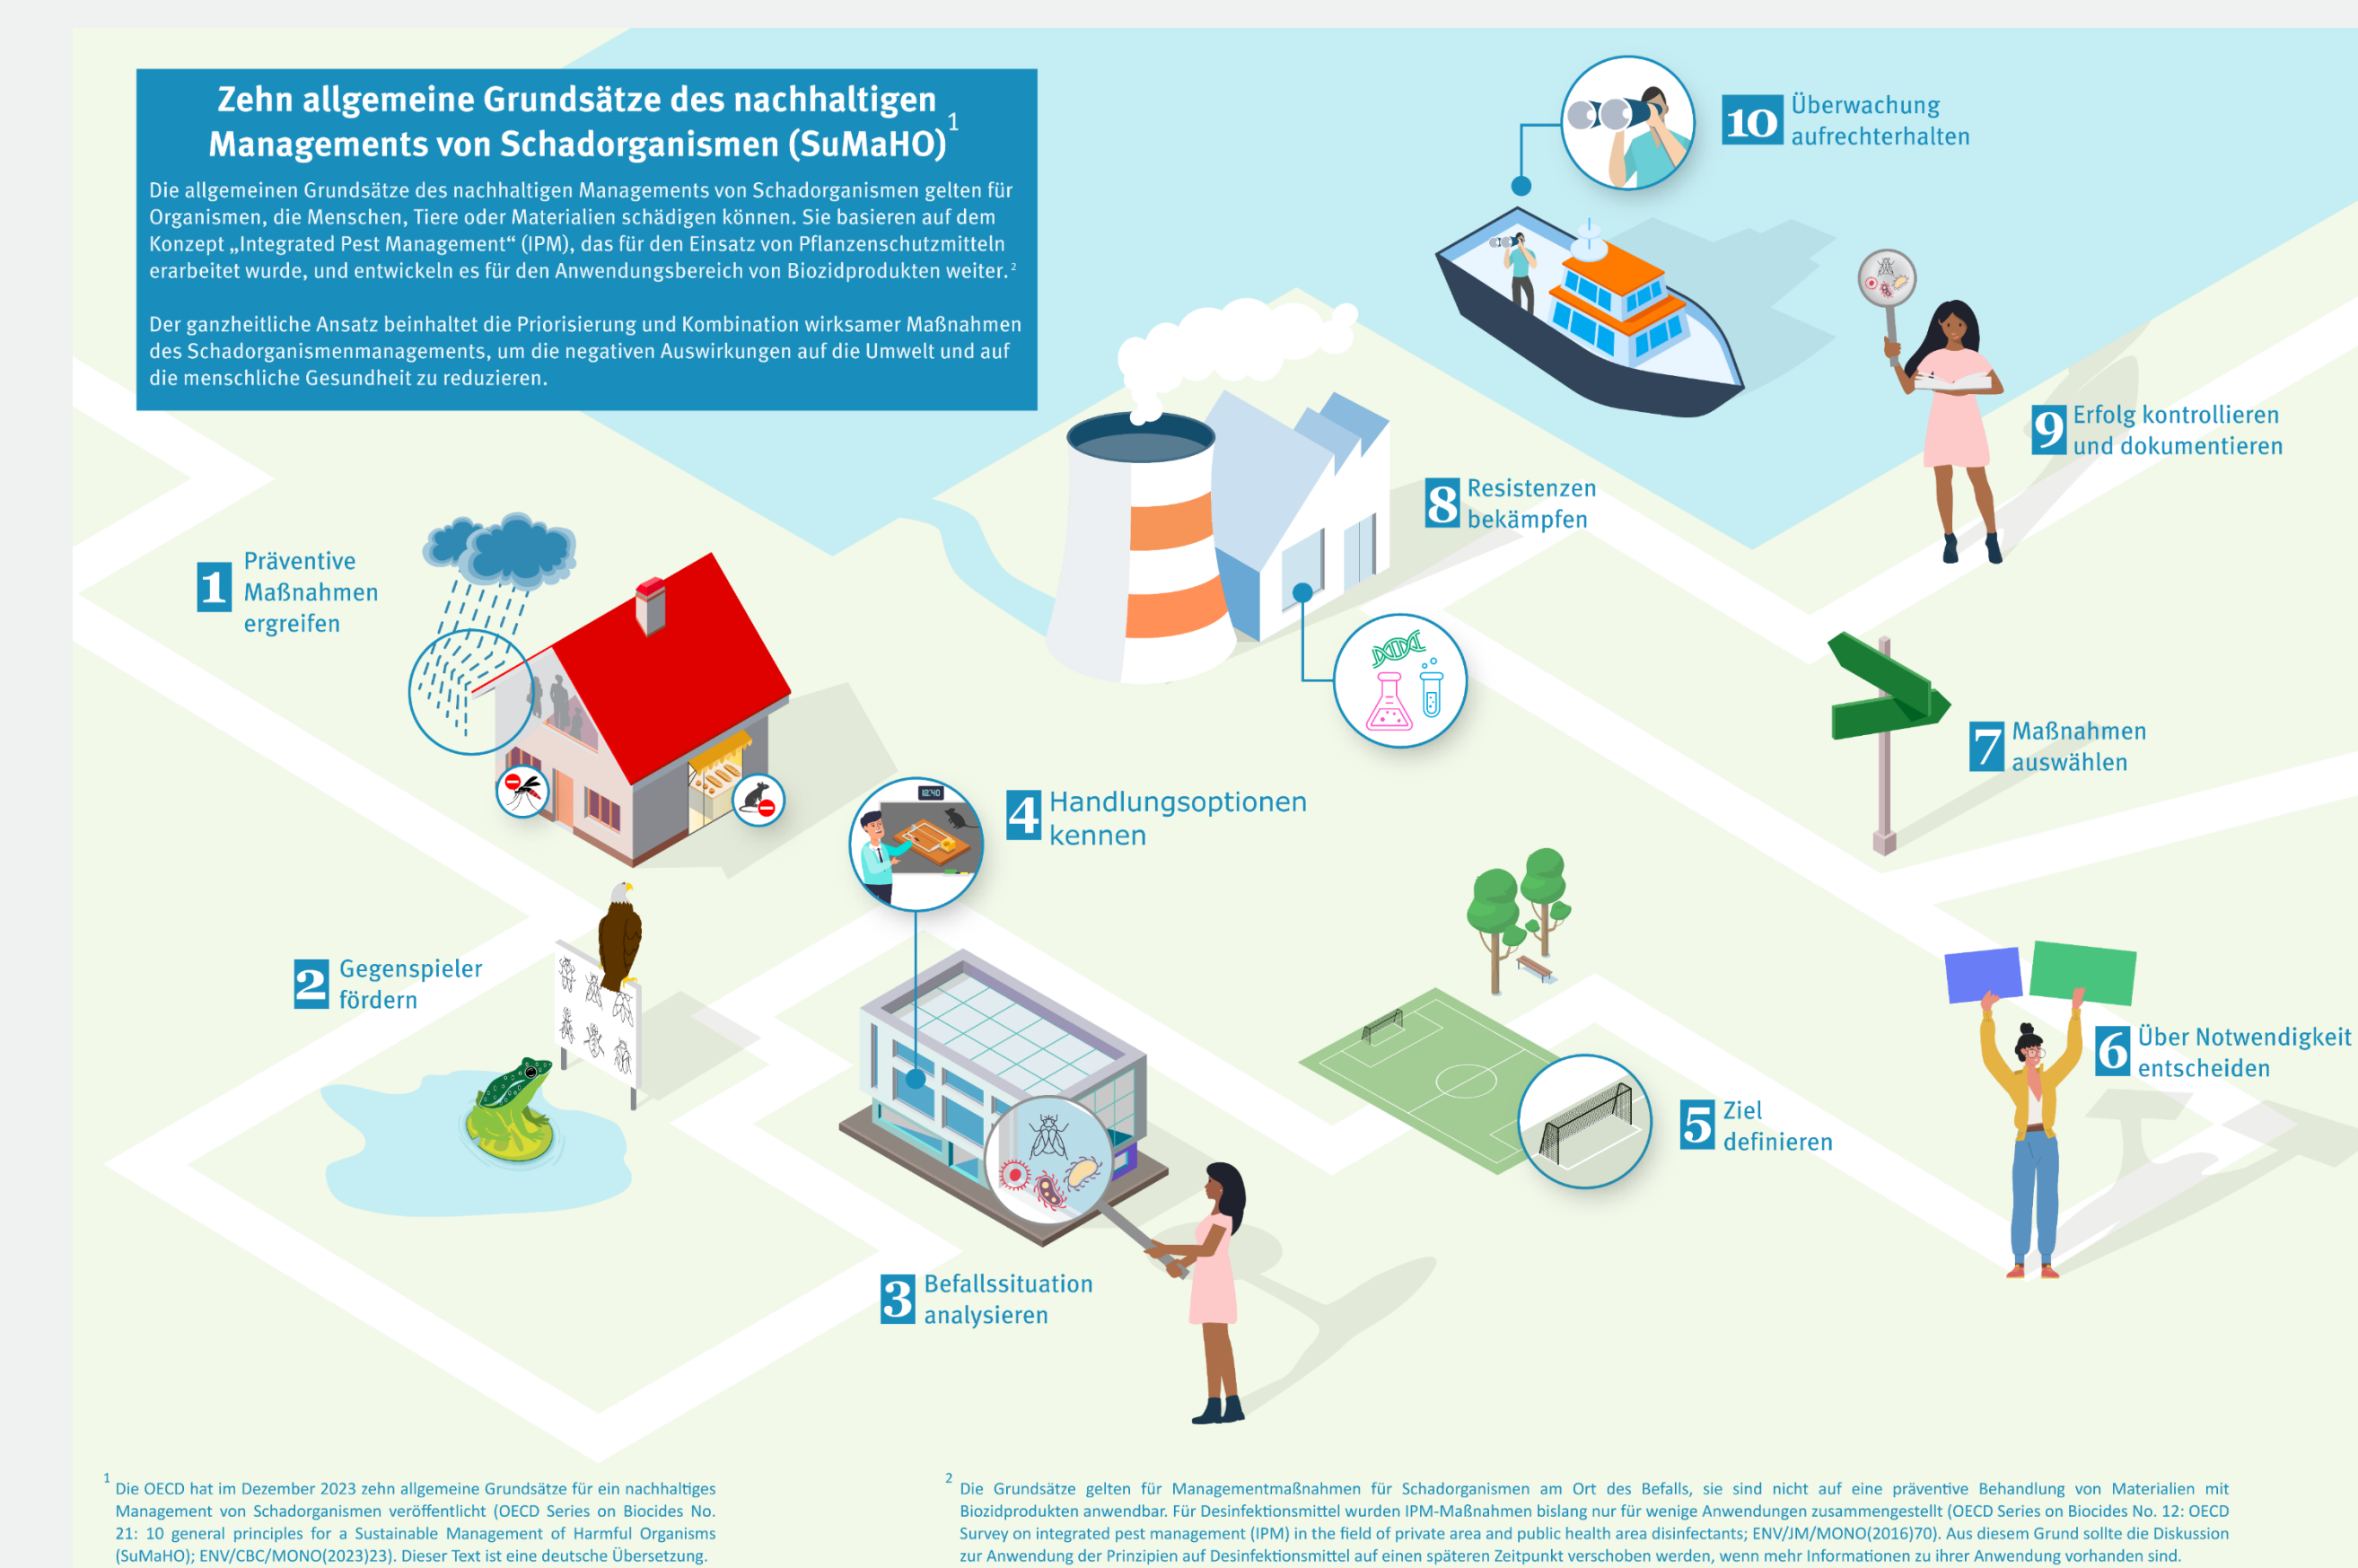 Zehn allgemeine Grundsätze des nachhaltigen
Managements von Schadorganismen (SuMaHO)1
Die allgemeinen Grundsätze des nachhaltigen Managements von Schadorganismen gelten für
Organismen, die Menschen, Tiere oder Materialien schädigen können. Sie basieren auf dem
Konzept „Integrated Pest Management“ (IPM), das für den Einsatz von Pflanzenschutzmitteln
erarbeitet wurde, und entwickeln es für den Anwendungsbereich von Biozidprodukten weiter.2
Der ganzheitliche Ansatz beinhaltet die Priorisierung und Kombination wirksamer Maßnahmen
des Schadorganismenmanagements, um die negativen Auswirkungen auf die Umwelt und auf
die menschliche Gesundheit zu reduzieren.
1 Präventive
Maßnahmen
ergreifen
2 Gegenspieler
fördern
3 Befallssituation
analysieren
12:40
4 Handlungsoptionen
kennen
5 Ziel
definieren
6 Über Notwendigkeit
entscheiden
7 Maßnahmen
auswählen
8 Resistenzen
bekämpfen
9 Erfolg kontrollieren
und dokumentieren
10 Überwachung
aufrechterhalten
1 Die OECD hat im Dezember 2023 zehn allgemeine Grundsätze für ein nachhaltiges
Management von Schadorganismen veröffentlicht (OECD Series on Biocides No.
21: 10 general principles for a Sustainable Management of Harmful Organisms
(SuMaHO); ENV/CBC/MONO(2023)23). Dieser Text ist eine deutsche Übersetzung.
2 Die Grundsätze gelten für Managementmaßnahmen für Schadorganismen am Ort des Befalls, sie sind nicht auf eine präventive Behandlung von Materialien mit
Biozidprodukten anwendbar. Für Desinfektionsmittel wurden IPM-Maßnahmen bislang nur für wenige Anwendungen zusammengestellt (OECD Series on Biocides No. 12: OECD
Survey on integrated pest management (IPM) in the field of private area and public health area disinfectants; ENV/JM/MONO(2016)70). Aus diesem Grund sollte die Diskussion
zur Anwendung der Prinzipien auf Desinfektionsmittel auf einen späteren Zeitpunkt verschoben werden, wenn mehr Informationen zu ihrer Anwendung vorhanden sind.